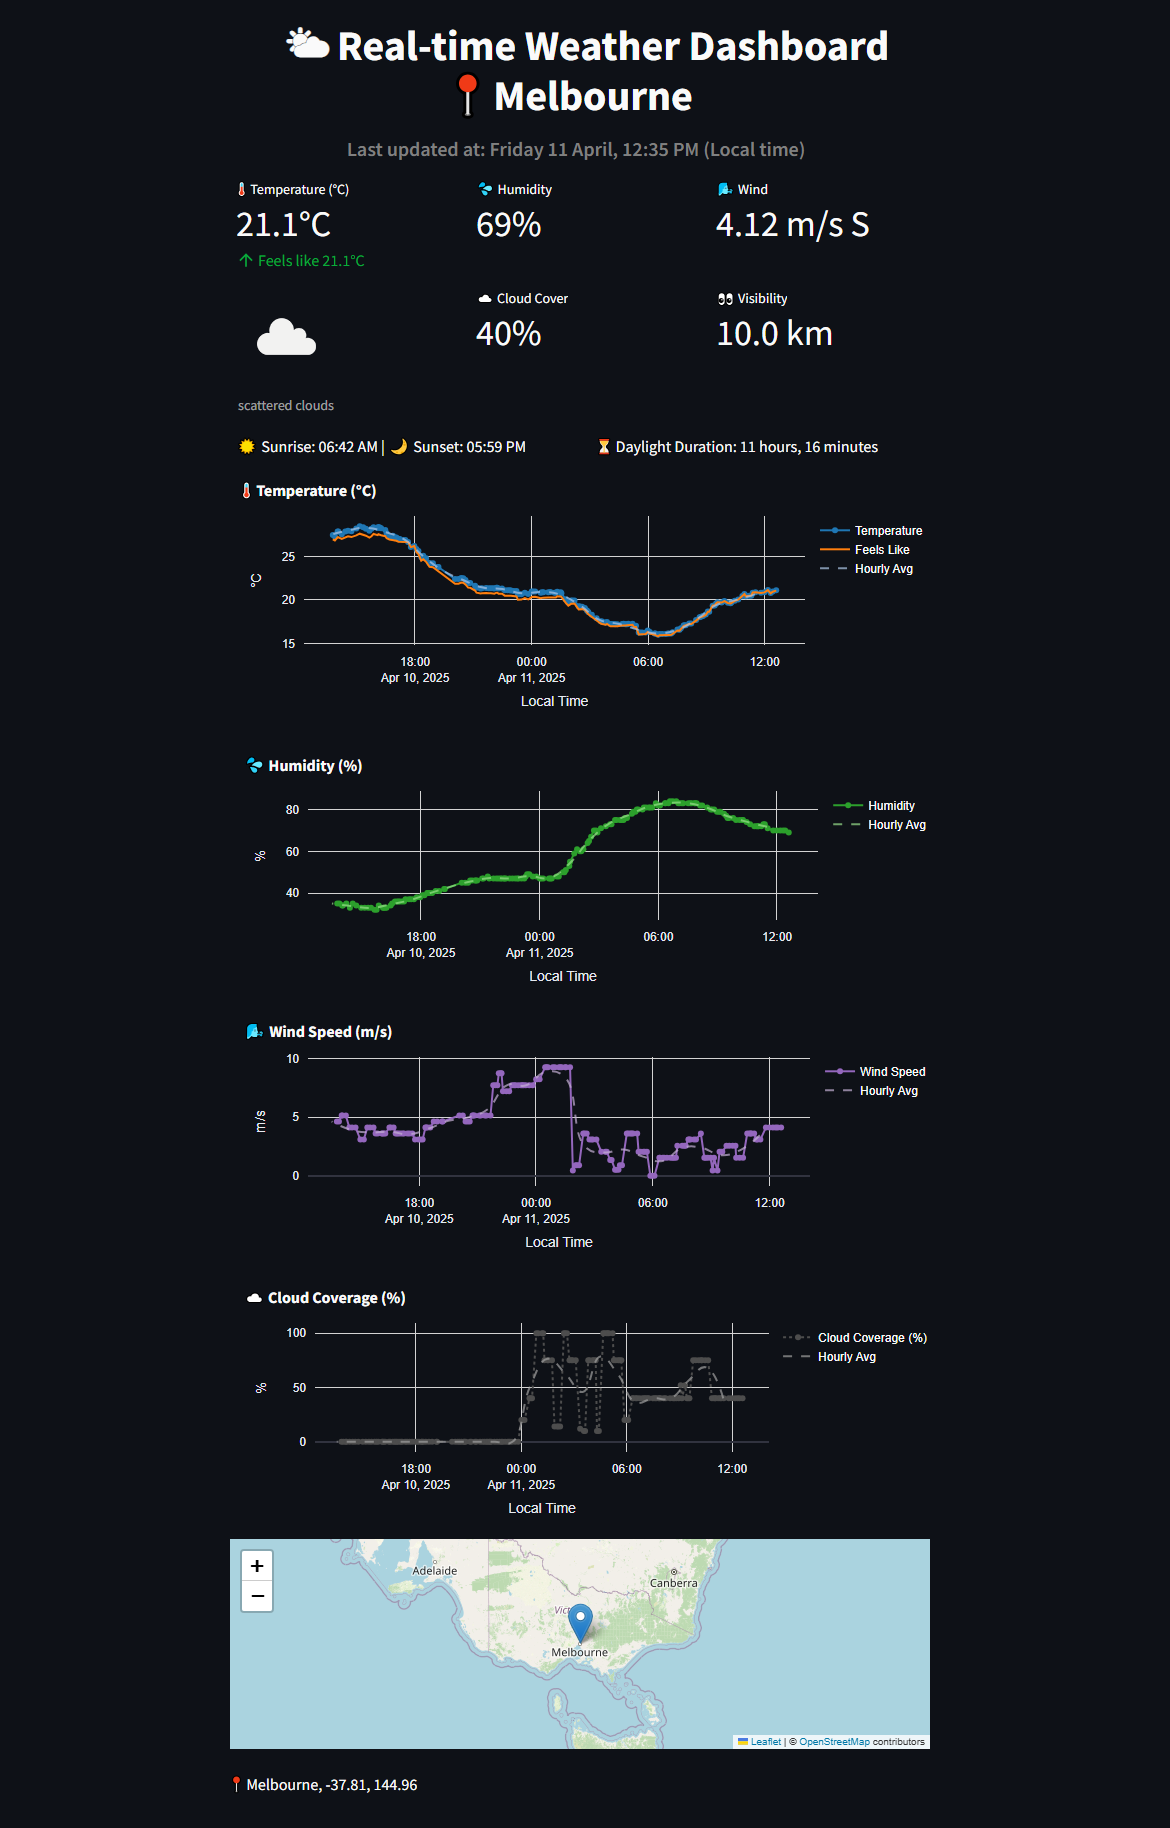 Real-time Weather Dashboard
Melbourne
Last updated at: Friday 11 April, 12:35 PM (Local time)
Temperature (°C)
Humidity
Wind
21.1°C
69%
4.12 m/s S
↑ Feels like 21.1°C
Cloud Cover
Visibility
40%
10.0 km
scattered clouds
Sunrise: 06:42 AM | Sunset: 05:59 PM
Daylight Duration: 11 hours, 16 minutes
Temperature (°C)
Temperature
Feels Like
Hourly Avg
°C
25
20
15
18:00
Apr 10, 2025
00:00
Apr 11, 2025
06:00
12:00
Local Time
Humidity (%)
Humidity
Hourly Avg
%
80
60
40
18:00
Apr 10, 2025
00:00
Apr 11, 2025
06:00
12:00
Local Time
Wind Speed (m/s)
Wind Speed
Hourly Avg
m/s
10
5
0
18:00
Apr 10, 2025
00:00
Apr 11, 2025
06:00
12:00
Local Time
Cloud Coverage (%)
Cloud Coverage (%)
Hourly Avg
%
100
50
0
18:00
Apr 10, 2025
00:00
Apr 11, 2025
06:00
12:00
Local Time
+
−
Adelaide
Canberra
Vict
Melbourne
Leaflet | © OpenStreetMap contributors
Melbourne, -37.81, 144.96